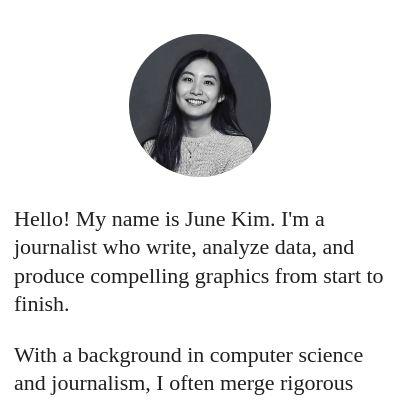 Hello! My name is June Kim. I'm a
journalist who write, analyze data, and
produce compelling graphics from start to
finish.
With a background in computer science
and journalism, I often merge rigorous